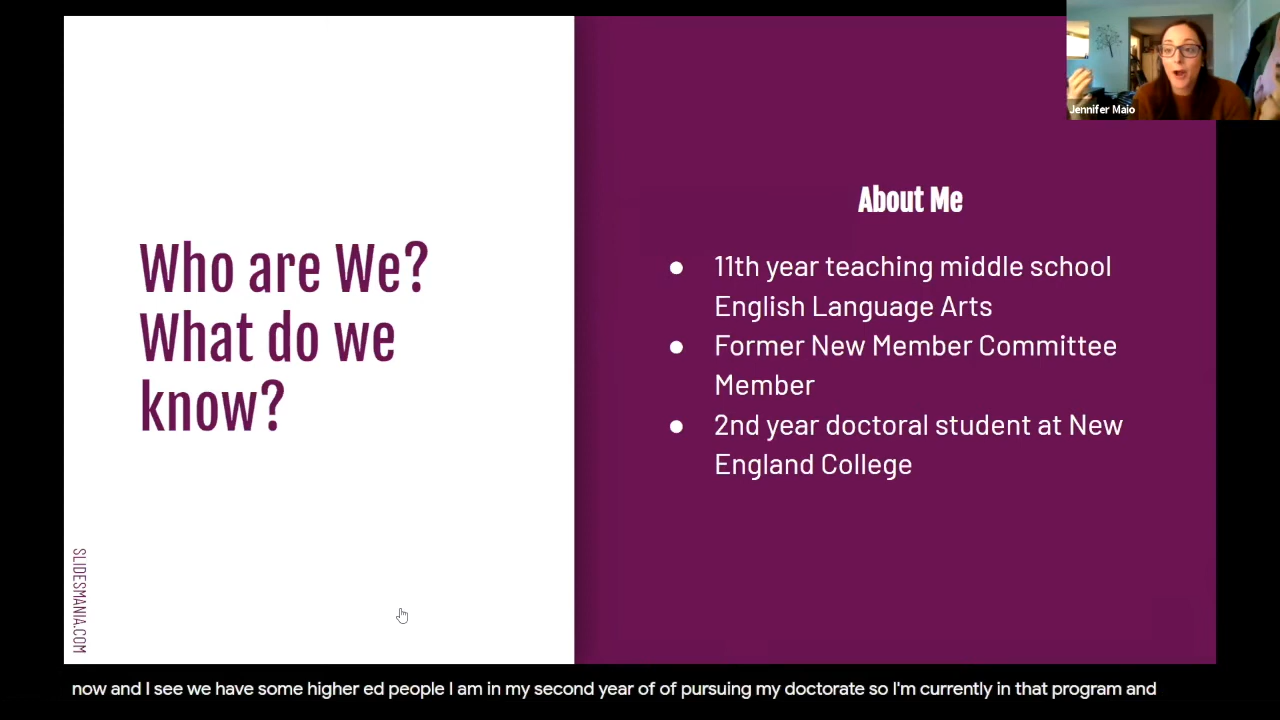 Jennifer Maio
Who are We?
What do we
know?
About Me
● 11th year teaching middle school
English Language Arts
● Former New Member Committee
Member
● 2nd year doctoral student at New
England College
SLIDESMANIA.COM
now and I see we have some higher ed people I am in my second year of of pursuing my doctorate so I'm currently in that program and